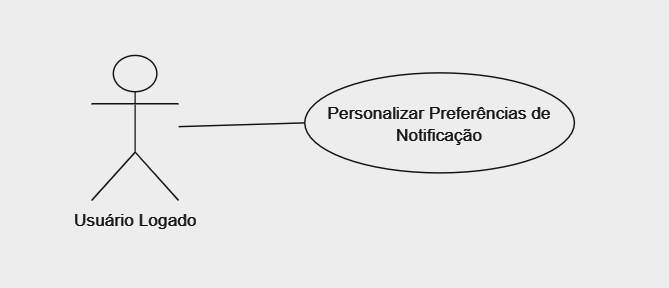 Personalizar Preferências de
Notificação
Usuário Logado